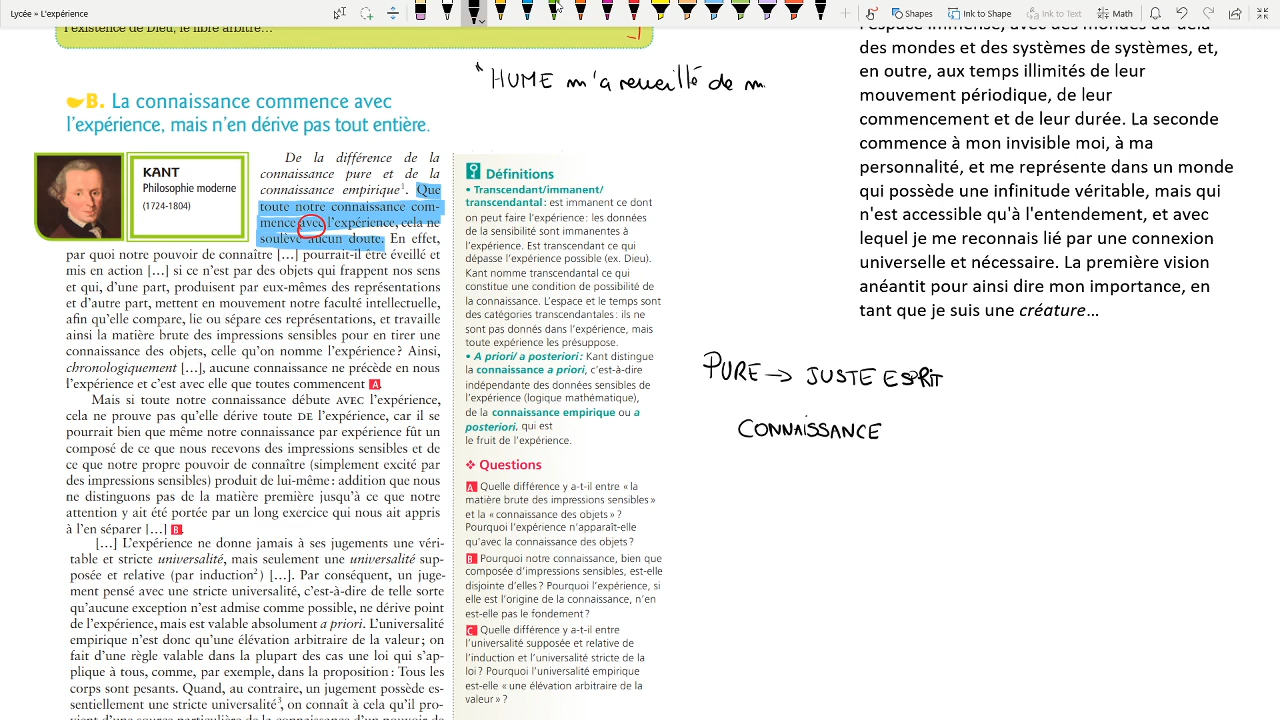 Lycée » L'expérience
Shapes
Ink to Shape
Ink to Text
Math
l'existence de Dieu, le libre arbitre…
* HUME m'a reveillé de m
B. La connaissance commence avec
l'expérience, mais n'en dérive pas tout entière.
KANT
Philosophie moderne
(1724-1804)
De la différence de la
connaissance pure et de la
connaissance empirique¹. Que
toute notre connaissance com-
mence avec l'expérience, cela ne
soulève aucun doute. En effet,
par quoi notre pouvoir de connaître […] pourrait-il être éveillé et
mis en action […] si ce n'est par des objets qui frappent nos sens
et qui, d'une part, produisent par eux-mêmes des représentations
et d'autre part, mettent en mouvement notre faculté intellectuelle,
afin qu'elle compare, lie ou sépare ces représentations, et travaille
ainsi la matière brute des impressions sensibles pour en tirer une
connaissance des objets, celle qu'on nomme l'expérience? Ainsi,
chronologiquement […], aucune connaissance ne précède en nous
l'expérience et c'est avec elle que toutes commencent A.
Mais si toute notre connaissance débute AVEC l'expérience,
cela ne prouve pas qu'elle dérive toute DE l'expérience, car il se
pourrait bien que même notre connaissance par expérience fût un
composé de ce que nous recevons des impressions sensibles et de
ce que notre propre pouvoir de connaître (simplement excité par
des impressions sensibles) produit de lui-même : addition que nous
ne distinguons pas de la matière première jusqu'à ce que notre
attention y ait été portée par un long exercice qui nous ait appris
à l'en séparer […] B.
[…] L'expérience ne donne jamais à ses jugements une véri-
table et stricte universalité, mais seulement une universalité sup-
posée et relative (par induction²) […]. Par conséquent, un juge-
ment pensé avec une stricte universalité, c'est-à-dire de telle sorte
qu'aucune exception n'est admise comme possible, ne dérive point
de l'expérience, mais est valable absolument a priori. L'universalité
empirique n'est donc qu'une élévation arbitraire de la valeur ; on
fait d'une règle valable dans la plupart des cas une loi qui s'ap-
plique à tous, comme, par exemple, dans la proposition : Tous les
corps sont pesants. Quand, au contraire, un jugement possède es-
sentiellement une stricte universalité³, on connaît à cela qu'il pro-
vient d'une source particulière de la connaissance d'un pouvoir de
Définitions
• Transcendant/immanent/
transcendantal : est immanent ce dont
on peut faire l'expérience : les données
de la sensibilité sont immanentes à
l'expérience. Est transcendant ce qui
dépasse l'expérience possible (ex. Dieu).
Kant nomme transcendantal ce qui
constitue une condition de possibilité de
la connaissance. L'espace et le temps sont
des catégories transcendantales : ils ne
sont pas donnés dans l'expérience, mais
toute expérience les présuppose.
• A priori/ a posteriori : Kant distingue
la connaissance a priori, c'est-à-dire
indépendante des données sensibles de
l'expérience (logique mathématique),
de la connaissance empirique ou a
posteriori, qui est
le fruit de l'expérience.
❖ Questions
A Quelle différence y a-t-il entre « la
matière brute des impressions sensibles »
et la « connaissance des objets » ?
Pourquoi l'expérience n'apparaît-elle
qu'avec la connaissance des objets ?
B Pourquoi notre connaissance, bien que
composée d'impressions sensibles, est-elle
disjointe d'elles ? Pourquoi l'expérience, si
elle est l'origine de la connaissance, n'en
est-elle pas le fondement ?
C Quelle différence y a-t-il entre
l'universalité supposée et relative de
l'induction et l'universalité stricte de la
loi ? Pourquoi l'universalité empirique
est-elle « une élévation arbitraire de la
valeur » ?
l'espace immense, avec des mondes au-delà
des mondes et des systèmes de systèmes, et,
en outre, aux temps illimités de leur
mouvement périodique, de leur
commencement et de leur durée. La seconde
commence à mon invisible moi, à ma
personnalité, et me représente dans un monde
qui possède une infinitude véritable, mais qui
n'est accessible qu'à l'entendement, et avec
lequel je me reconnais lié par une connexion
universelle et nécessaire. La première vision
anéantit pour ainsi dire mon importance, en
tant que je suis une créature…
PURE → JUSTE ESPRIT
CONNAISSANCE